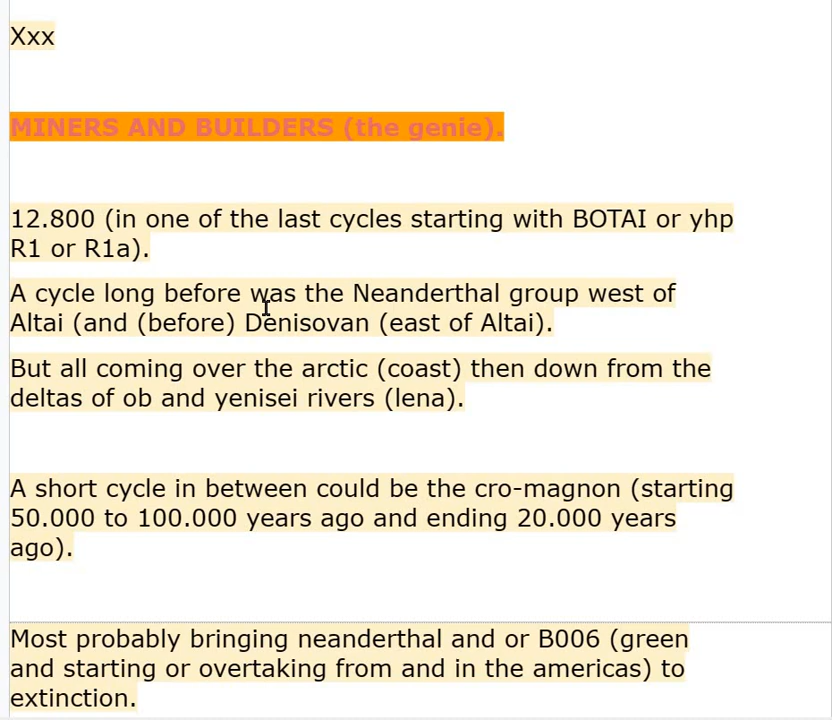 Xxx
MINERS AND BUILDERS (the genie).
12.800 (in one of the last cycles starting with BOTAI or yhp
R1 or R1a).
A cycle long before was the Neanderthal group west of
Altai (and (before) Denisovan (east of Altai).
But all coming over the arctic (coast) then down from the
deltas of ob and yenisei rivers (lena).
A short cycle in between could be the cro-magnon (starting
50.000 to 100.000 years ago and ending 20.000 years
ago).
Most probably bringing neanderthal and or B006 (green
and starting or overtaking from and in the americas) to
extinction.